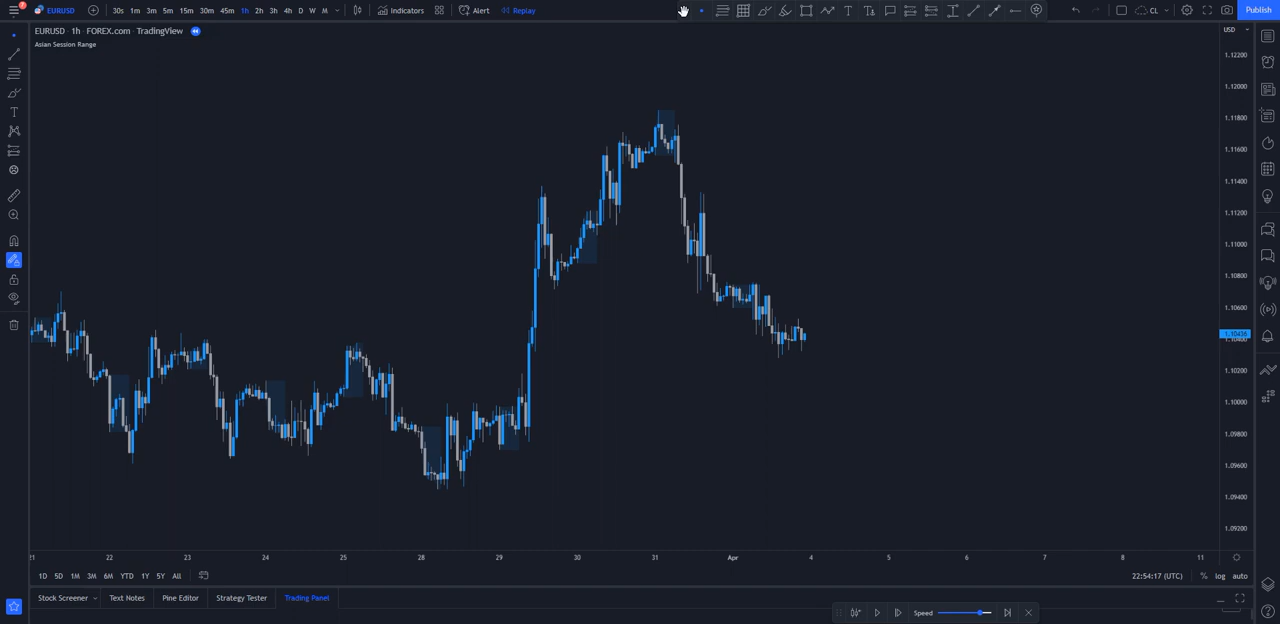 7
EURUSD 30s 1m 3m 5m 15m 30m 45m 1h 2h 3h 4h D W M Indicators Alert Replay CL Publish
EURUSD · 1h · FOREX.com · TradingView
Asian Session Range
USD
1.12200
1.12000
1.11800
1.11600
1.11400
1.11200
1.11000
1.10800
1.10600
1.10436
1.10400
1.10200
1.10000
1.09800
1.09600
1.09400
1.09200
21 22 23 24 25 28 29 30 31 Apr 4 5 6 7 8 11
1D 5D 1M 3M 6M YTD 1Y 5Y All 22:54:17 (UTC) % log auto
Stock Screener Text Notes Pine Editor Strategy Tester Trading Panel
Speed